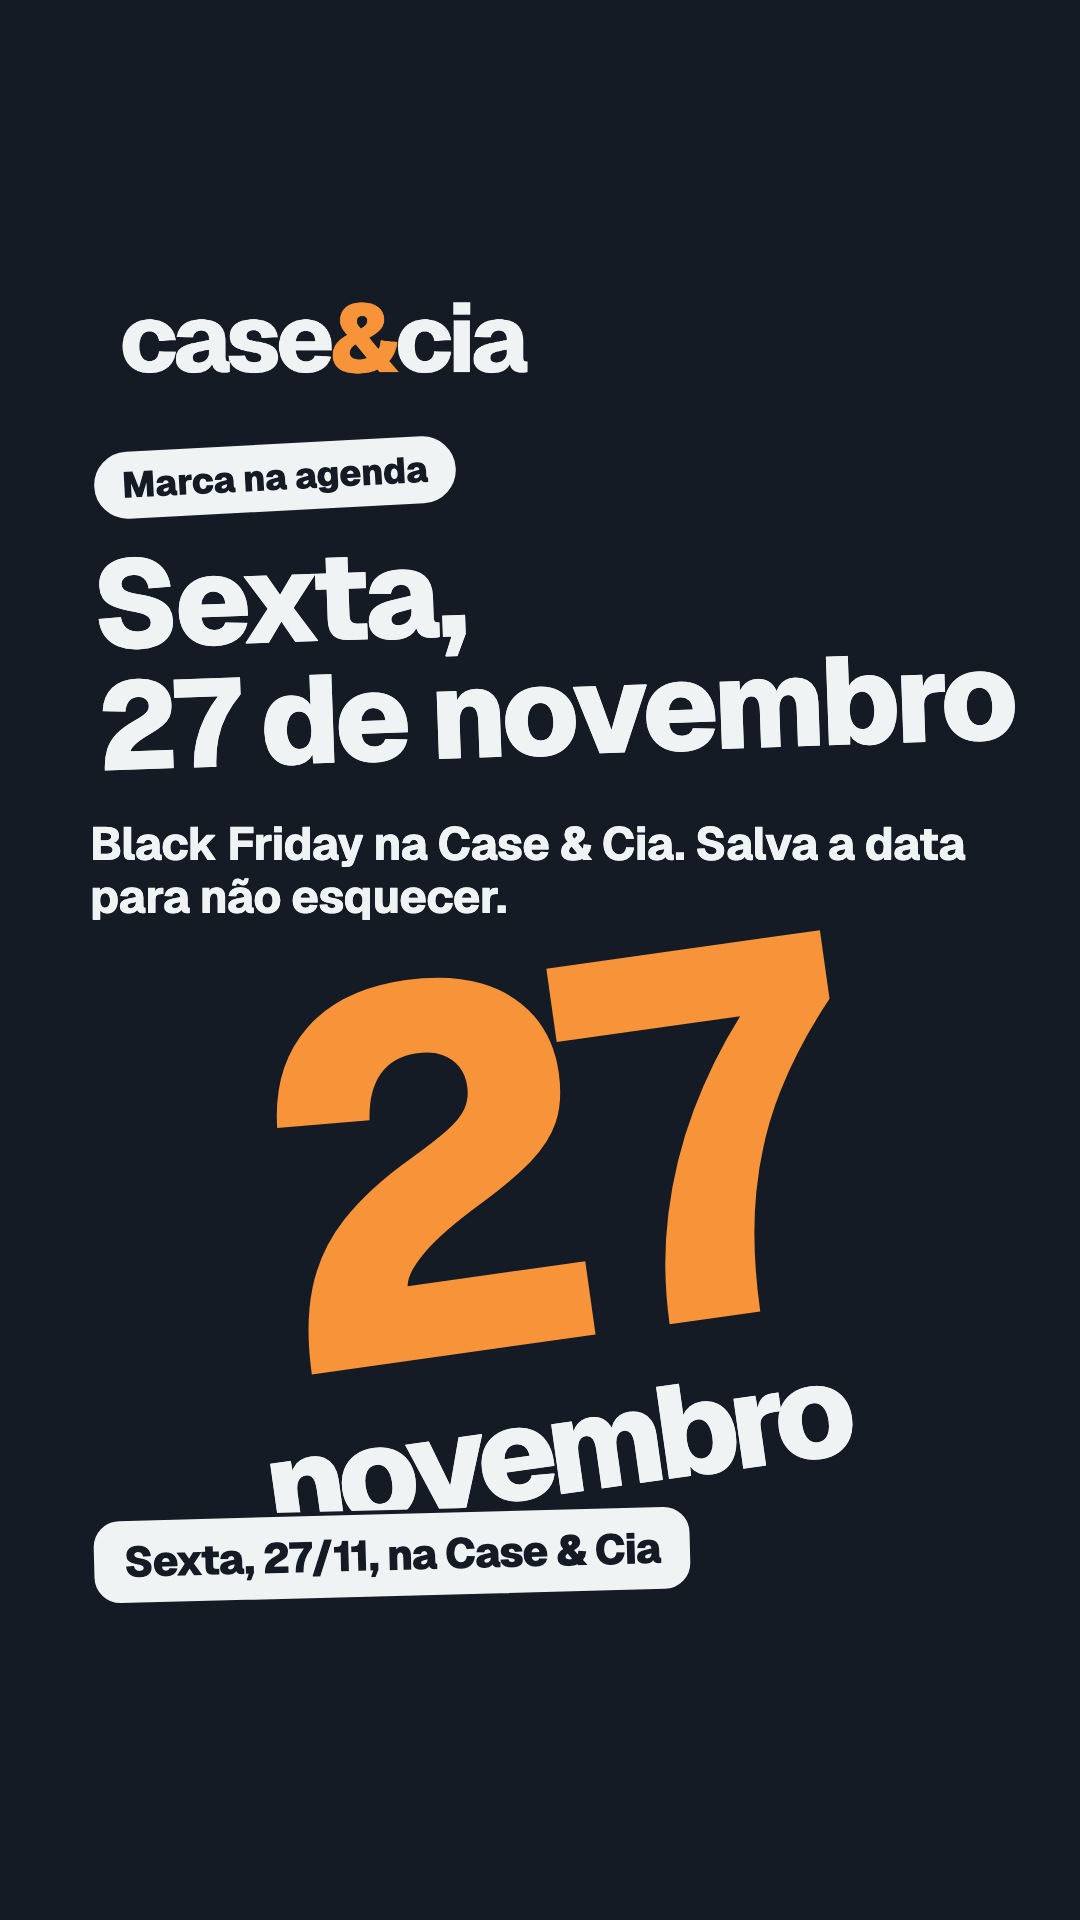 case&cia
Marca na agenda
Sexta,
27 de novembro
Black Friday na Case & Cia. Salva a data
para não esquecer.
27
novembro
Sexta, 27/11, na Case & Cia